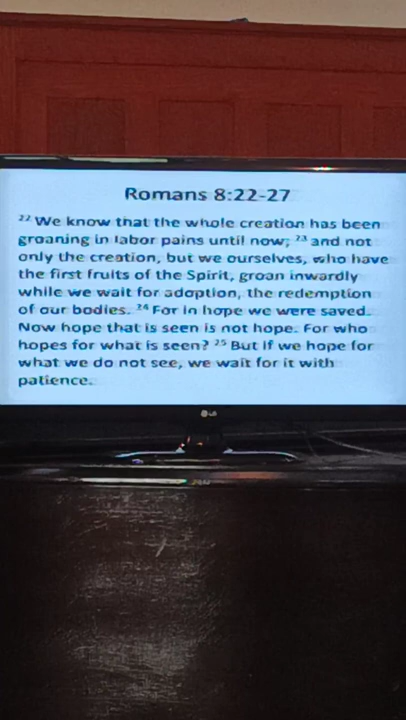 Romans 8:22-27
22 We know that the whole creation has been
groaning in labor pains until now; 23 and not
only the creation, but we ourselves, who have
the first fruits of the Spirit, groan inwardly
while we wait for adoption, the redemption
of our bodies. 24 For in hope we were saved.
Now hope that is seen is not hope. For who
hopes for what is seen? 25 But if we hope for
what we do not see, we wait for it with
patience.
LG